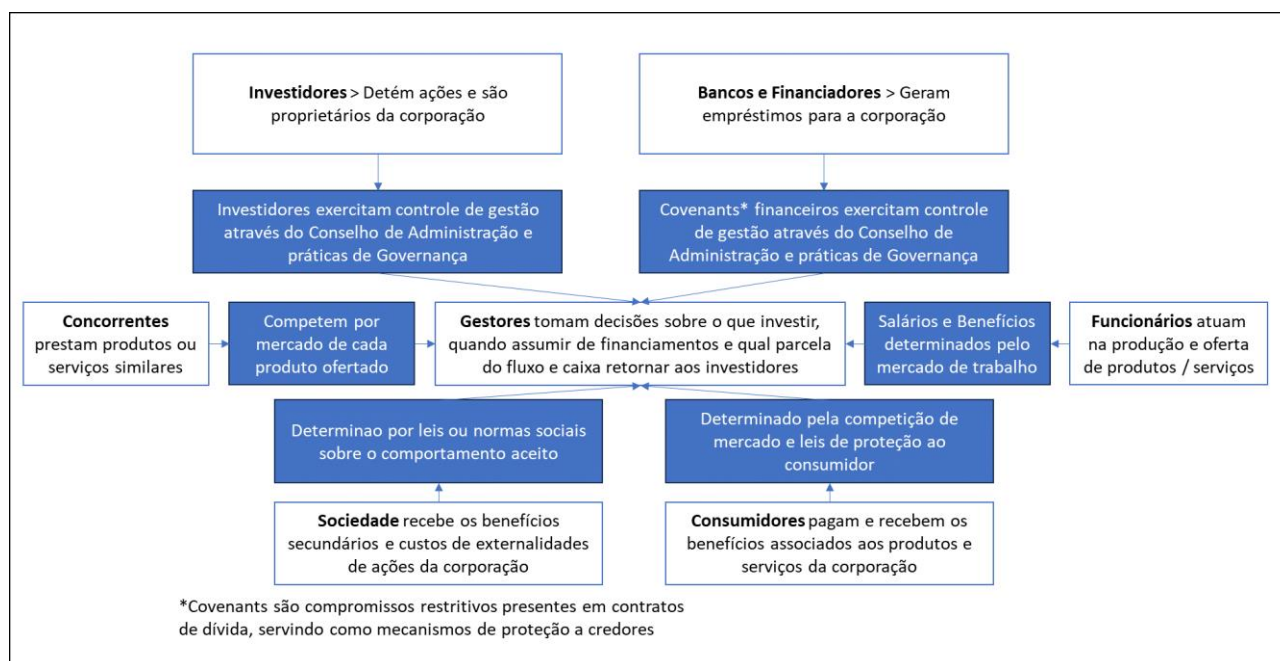 Investidores > Detém ações e são
proprietários da corporação
Bancos e Financiadores > Geram
empréstimos para a corporação
Investidores exercitam controle de gestão
através do Conselho de Administração e
práticas de Governança
Covenants* financeiros exercitam controle
de gestão através do Conselho de
Administração e práticas de Governança
Concorrentes
prestam produtos ou
serviços similares
Competem por
mercado de cada
produto ofertado
Gestores tomam decisões sobre o que investir,
quando assumir de financiamentos e qual parcela
do fluxo e caixa retornar aos investidores
Salários e Benefícios
determinados pelo
mercado de trabalho
Funcionários atuam
na produção e oferta
de produtos / serviços
Determinao por leis ou normas sociais
sobre o comportamento aceito
Determinado pela competição de
mercado e leis de proteção ao
consumidor
Sociedade recebe os benefícios
secundários e custos de externalidades
de ações da corporação
Consumidores pagam e recebem os
benefícios associados aos produtos e
serviços da corporação
*Covenants são compromissos restritivos presentes em contratos
de dívida, servindo como mecanismos de proteção a credores